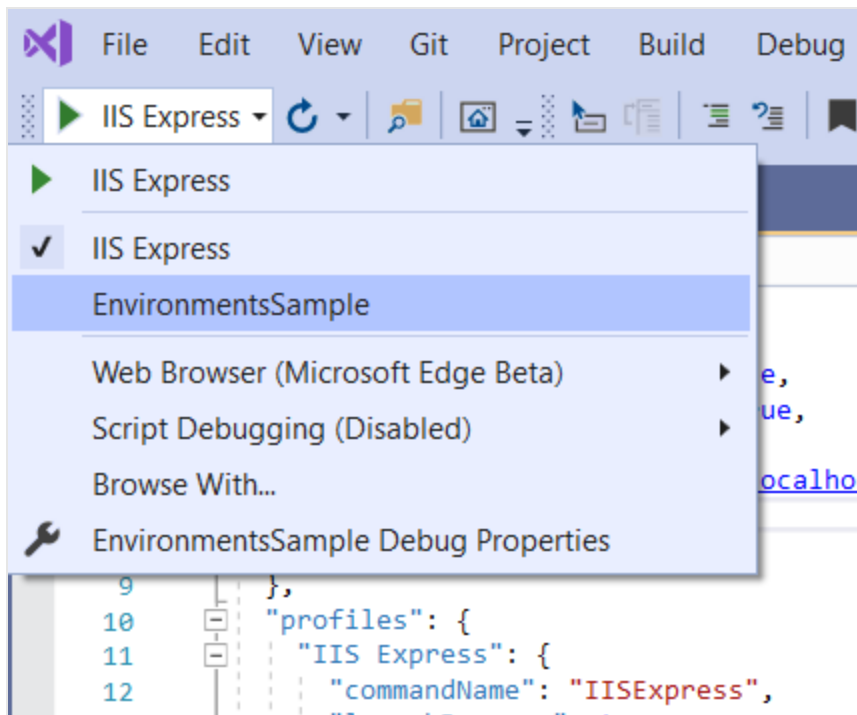 File Edit View Git Project Build Debug
IIS Express
IIS Express
IIS Express
EnvironmentsSample
Web Browser (Microsoft Edge Beta)
e,
Script Debugging (Disabled)
ue,
Browse With...
ocalho
EnvironmentsSample Debug Properties
9 },
10 "profiles": {
11 "IIS Express": {
12 "commandName": "IISExpress",